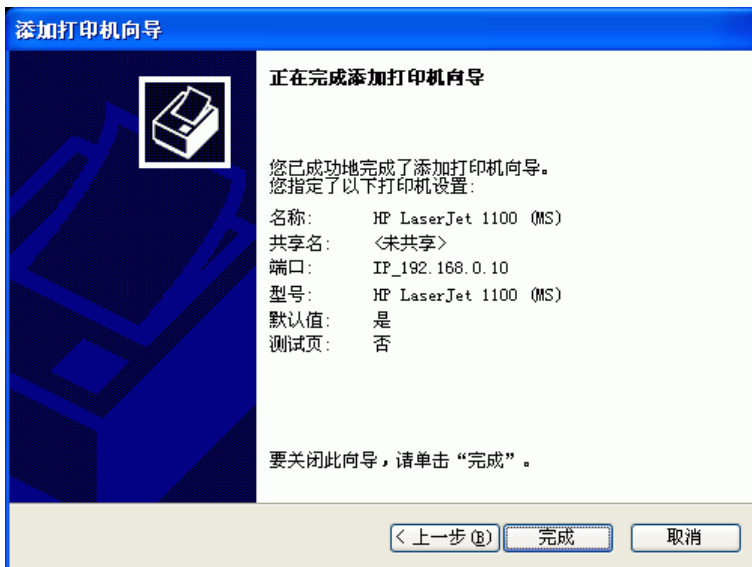 添加打印机向导
正在完成添加打印机向导
您已成功地完成了添加打印机向导。
您指定了以下打印机设置:
名称: HP LaserJet 1100 (MS)
共享名: <未共享>
端口: IP_192.168.0.10
型号: HP LaserJet 1100 (MS)
默认值: 是
测试页: 否
要关闭此向导，请单击“完成”。
< 上一步(B) 完成 取消